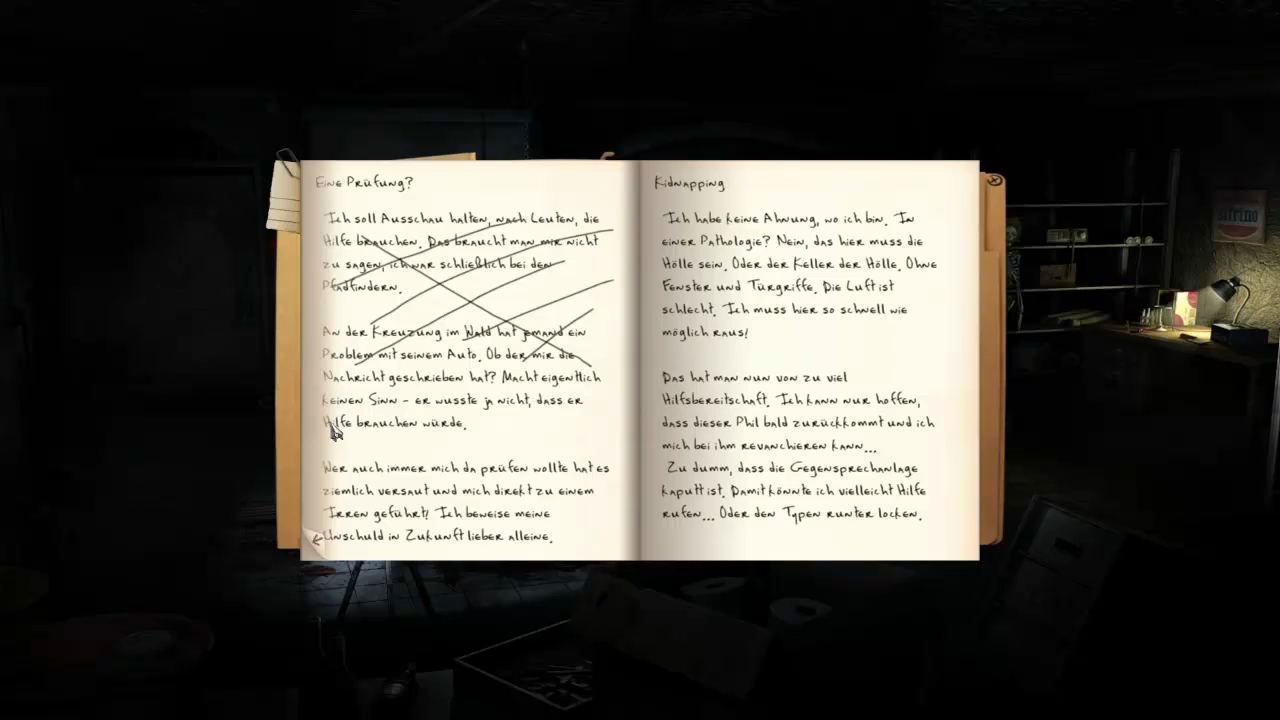 Eine Prüfung?
Ich soll Ausschau halten, nach Leuten, die
Hilfe brauchen. Das braucht man mir nicht
zu sagen, ich war schließlich bei den
Pfadfindern.
An der Kreuzung im Wald hat jemand ein
Problem mit seinem Auto. Ob der mir die
Nachricht geschrieben hat? Macht eigentlich
keinen Sinn - er wusste ja nicht, dass er
Hilfe brauchen würde.
Wer auch immer mich da prüfen wollte hat es
ziemlich versaut und mich direkt zu einem
Irren geführt! Ich beweise meine
Unschuld in Zukunft lieber alleine.
Kidnapping
Ich habe keine Ahnung, wo ich bin. In
einer Pathologie? Nein, das hier muss die
Hölle sein. Oder der Keller der Hölle. Ohne
Fenster und Türgriffe. Die Luft ist
schlecht. Ich muss hier so schnell wie
möglich raus!
Das hat man nun von zu viel
Hilfsbereitschaft. Ich kann nur hoffen,
dass dieser Phil bald zurückkommt und ich
mich bei ihm revanchieren kann...
Zu dumm, dass die Gegensprechanlage
kaputt ist. Damit könnte ich vielleicht Hilfe
rufen... Oder den Typen runter locken.
sitrino